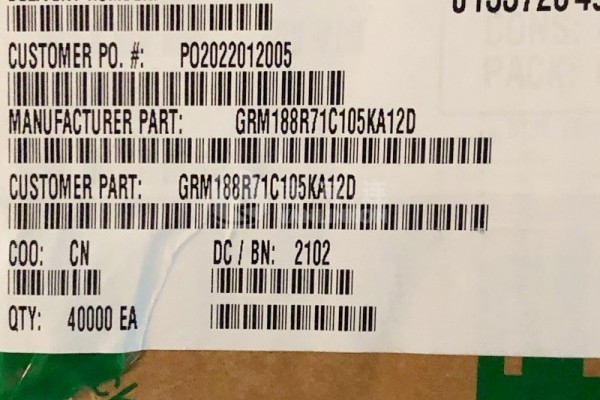 CUSTOMER PO. #: PO2022012005
MANUFACTURER PART: GRM188R71C105KA12D
CUSTOMER PART: GRM188R71C105KA12D
COO: CN DC / BN: 2102
QTY: 40000 EA